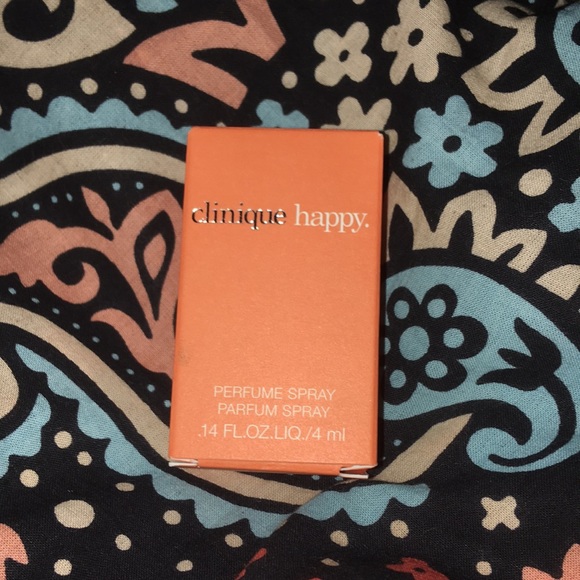 clinique happy.
PERFUME SPRAY
PARFUM SPRAY
.14 FL.OZ.LIQ./4 ml